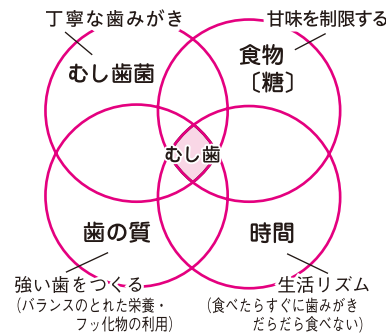 丁寧な歯みがき
甘味を制限する
むし歯菌
食物
〔糖〕
むし歯
歯の質
時間
強い歯をつくる
(バランスのとれた栄養・
フッ化物の利用)
生活リズム
(食べたらすぐに歯みがき
だらだら食べない)